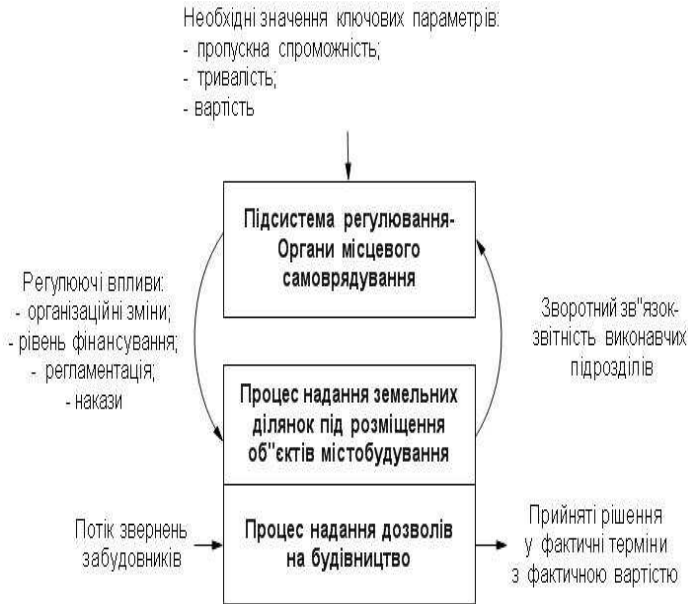 Необхідні значення ключових параметрів:
- пропускна спроможність;
- тривалість;
- вартість
Підсистема регулювання-
Органи місцевого
самоврядування
Регулюючі впливи:
- організаційні зміни;
- рівень фінансування;
- регламентація;
- накази
Зворотний зв"язок-
звітність виконавчих
підрозділів
Процес надання земельних
ділянок під розміщення
об"єктів містобудування
Потік звернень
забудовників
Процес надання дозволів
на будівництво
Прийняті рішення
у фактичні терміни
з фактичною вартістю